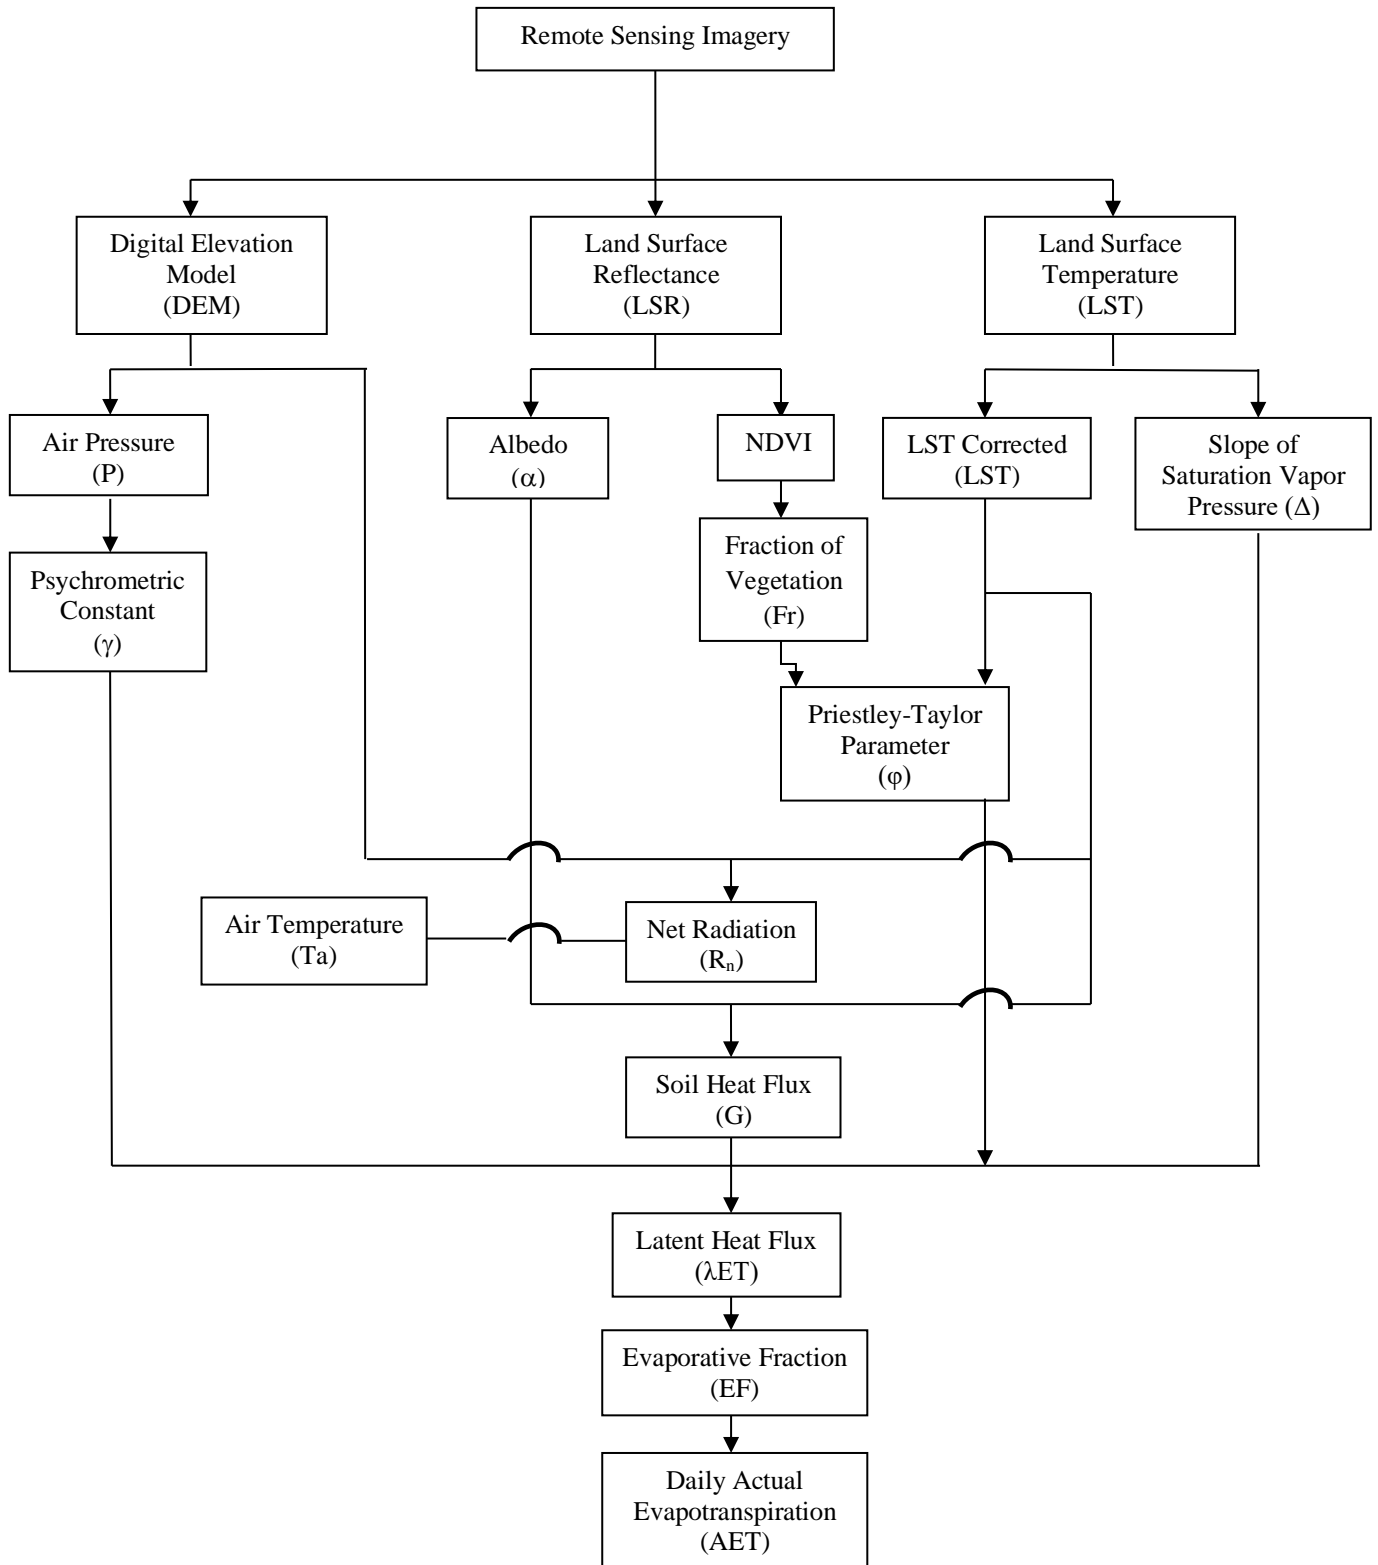 Remote Sensing Imagery
Digital Elevation
Model
(DEM)
Land Surface
Reflectance
(LSR)
Land Surface
Temperature
(LST)
Air Pressure
(P)
Albedo
(α)
NDVI
LST Corrected
(LST)
Slope of
Saturation Vapor
Pressure (Δ)
Psychrometric
Constant
(γ)
Fraction of
Vegetation
(Fr)
Priestley-Taylor
Parameter
(φ)
Air Temperature
(Ta)
Net Radiation
(Rₙ)
Soil Heat Flux
(G)
Latent Heat Flux
(λET)
Evaporative Fraction
(EF)
Daily Actual
Evapotranspiration
(AET)